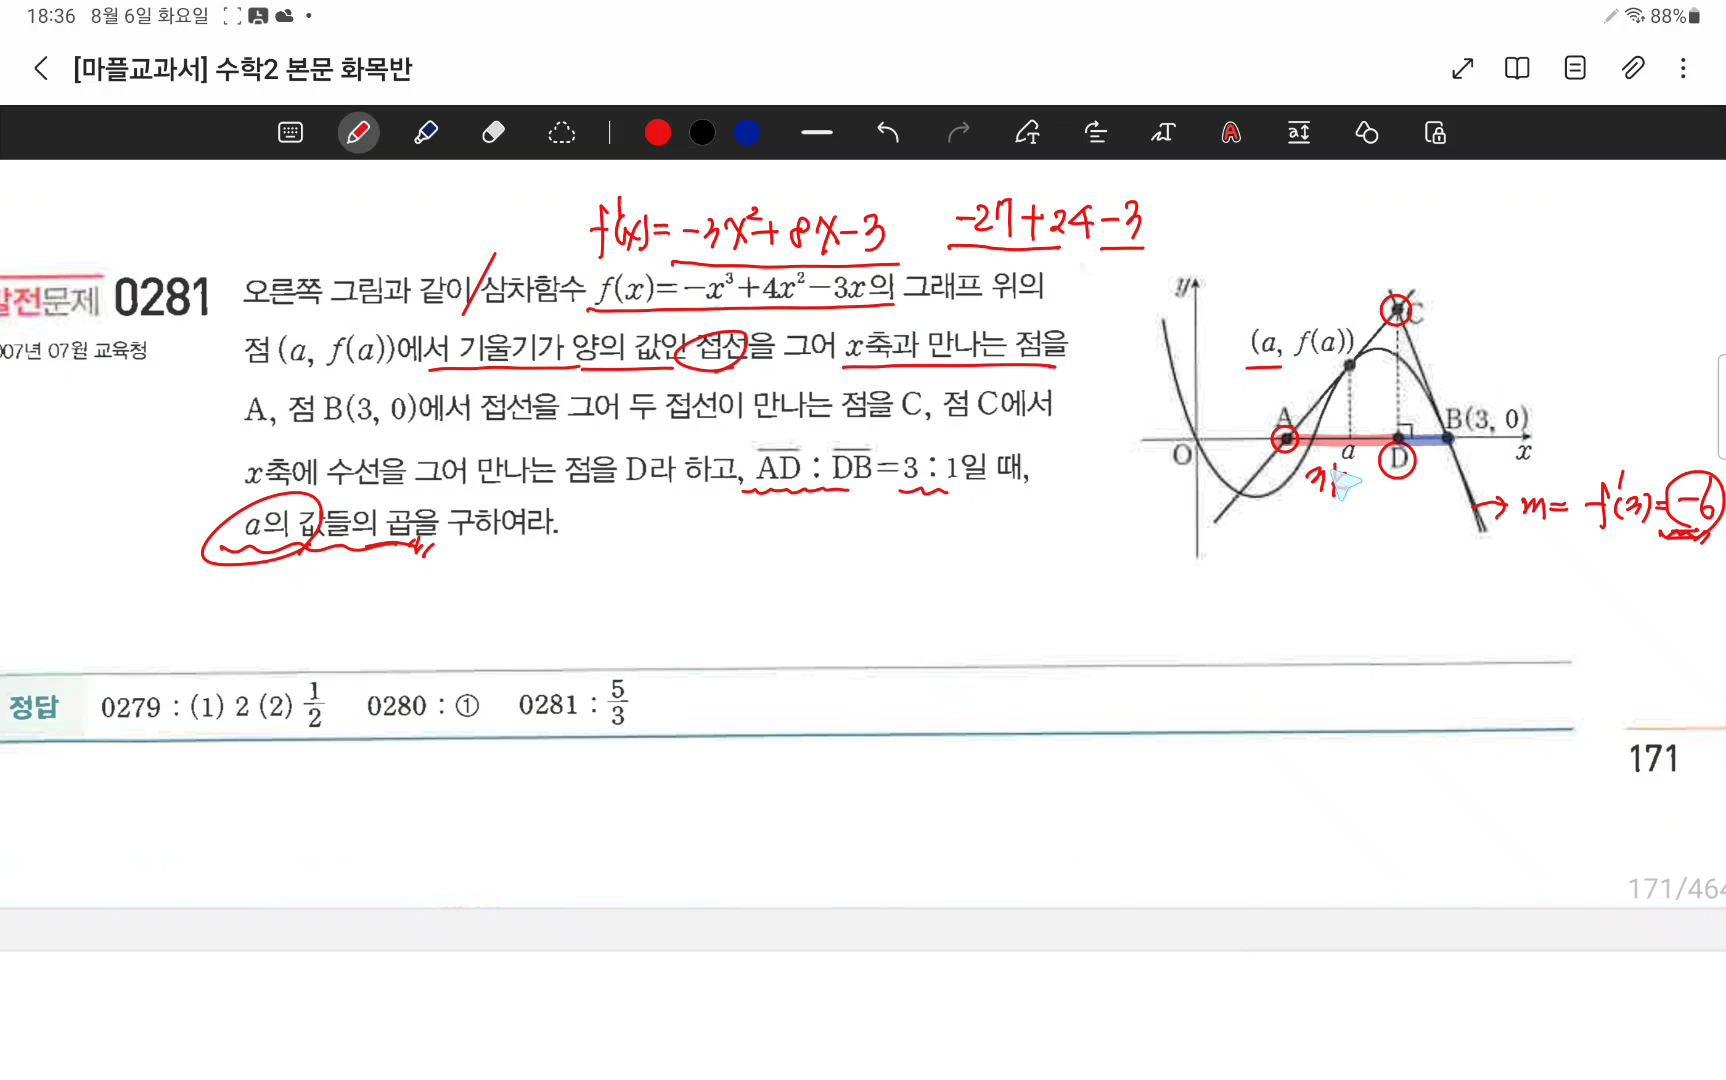 18:36 8월 6일 화요일
88%
[마플교과서] 수학2 본문 화목반
f'(x)=-3x²+8x-3 -27+24-3
발전문제 0281 오른쪽 그림과 같이 삼차함수 f(x)=-x³+4x²-3x의 그래프 위의
007년 07월 교육청 점 (a, f(a))에서 기울기가 양의 값인 접선을 그어 x축과 만나는 점을
A, 점 B(3, 0)에서 접선을 그어 두 접선이 만나는 점을 C, 점 C에서
x축에 수선을 그어 만나는 점을 D라 하고, AD : DB=3 : 1일 때,
a의 값들의 곱을 구하여라.
y
C
(a, f(a))
A
B(3, 0)
O
a
D
x
m= f'(3)=-6
정답 0279 : (1) 2 (2) 1/2 0280 : ① 0281 : 5/3
171
171/464